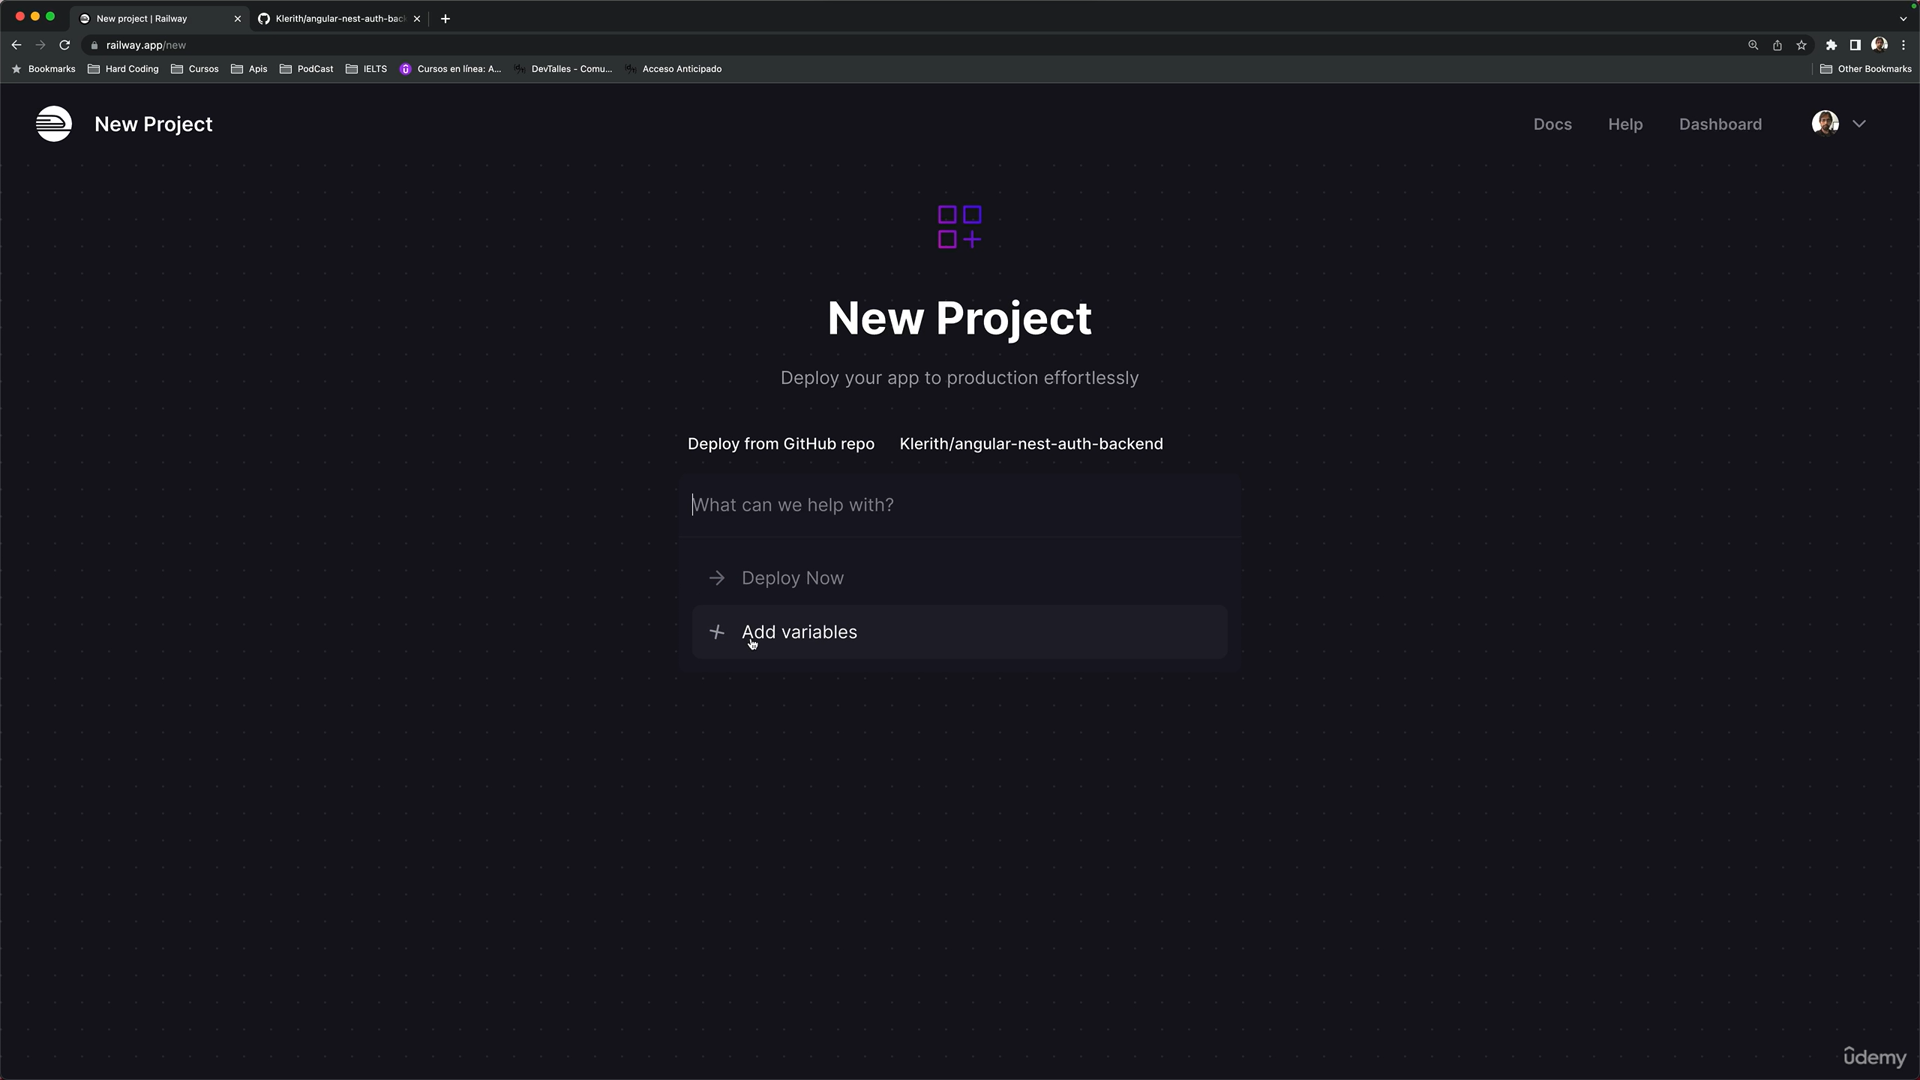 New project | Railway
Klerith/angular-nest-auth-bac
railway.app/new
Bookmarks
Hard Coding
Cursos
Apis
PodCast
IELTS
Cursos en línea: A...
DevTalles - Comu...
Acceso Anticipado
Other Bookmarks
New Project
Docs
Help
Dashboard
New Project
Deploy your app to production effortlessly
Deploy from GitHub repo
Klerith/angular-nest-auth-backend
What can we help with?
Deploy Now
Add variables
ûdemy